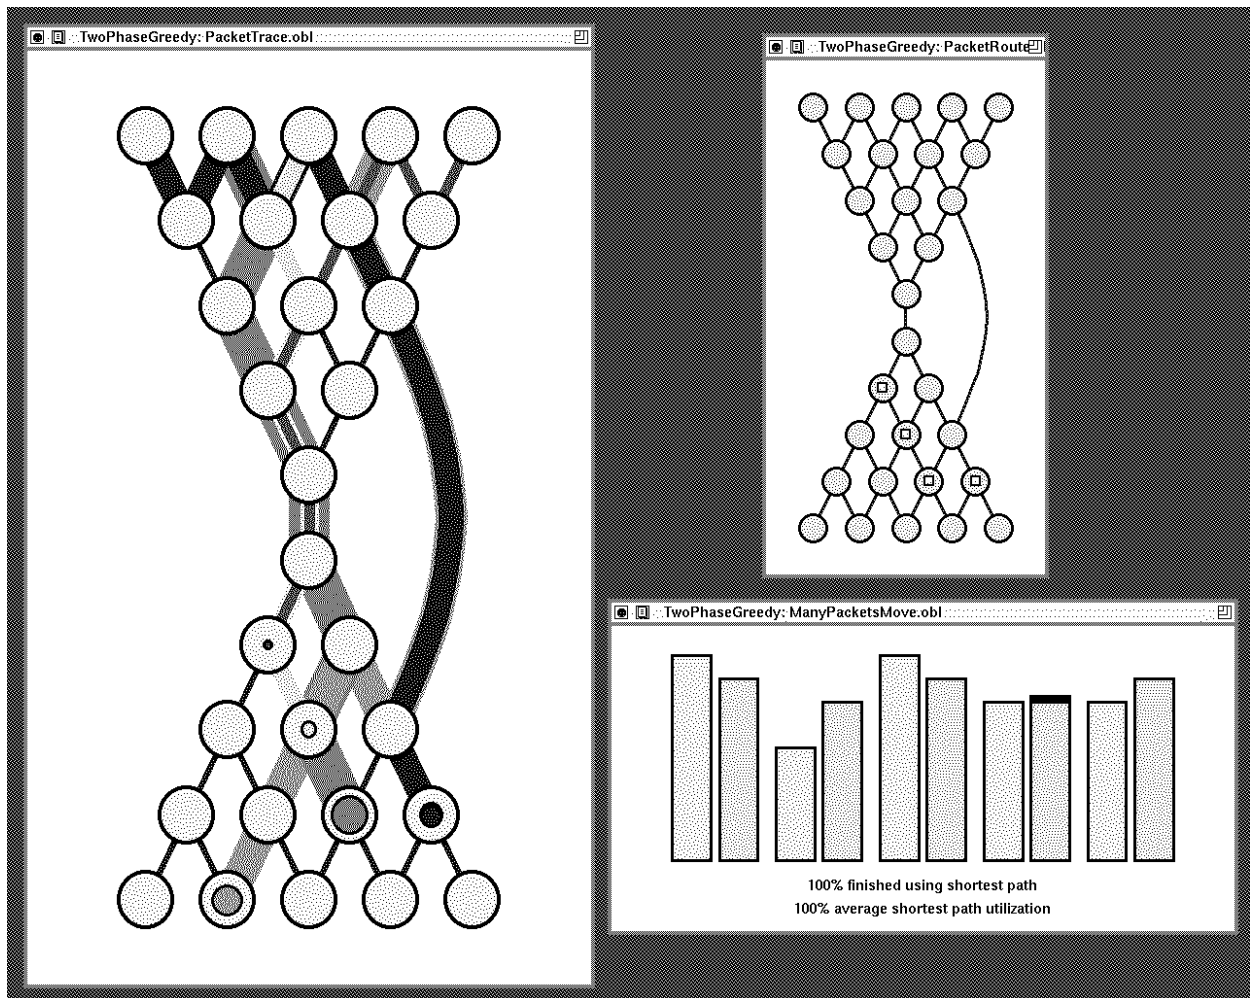 TwoPhaseGreedy: PacketTrace.obl
TwoPhaseGreedy: PacketRoute
TwoPhaseGreedy: ManyPacketsMove.obl
100% finished using shortest path
100% average shortest path utilization